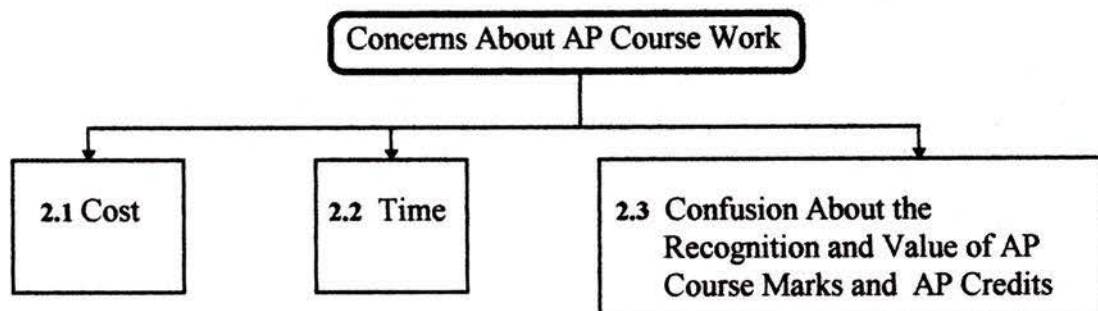 Concerns About AP Course Work
2.1 Cost
2.2 Time
2.3 Confusion About the
Recognition and Value of AP
Course Marks and AP Credits